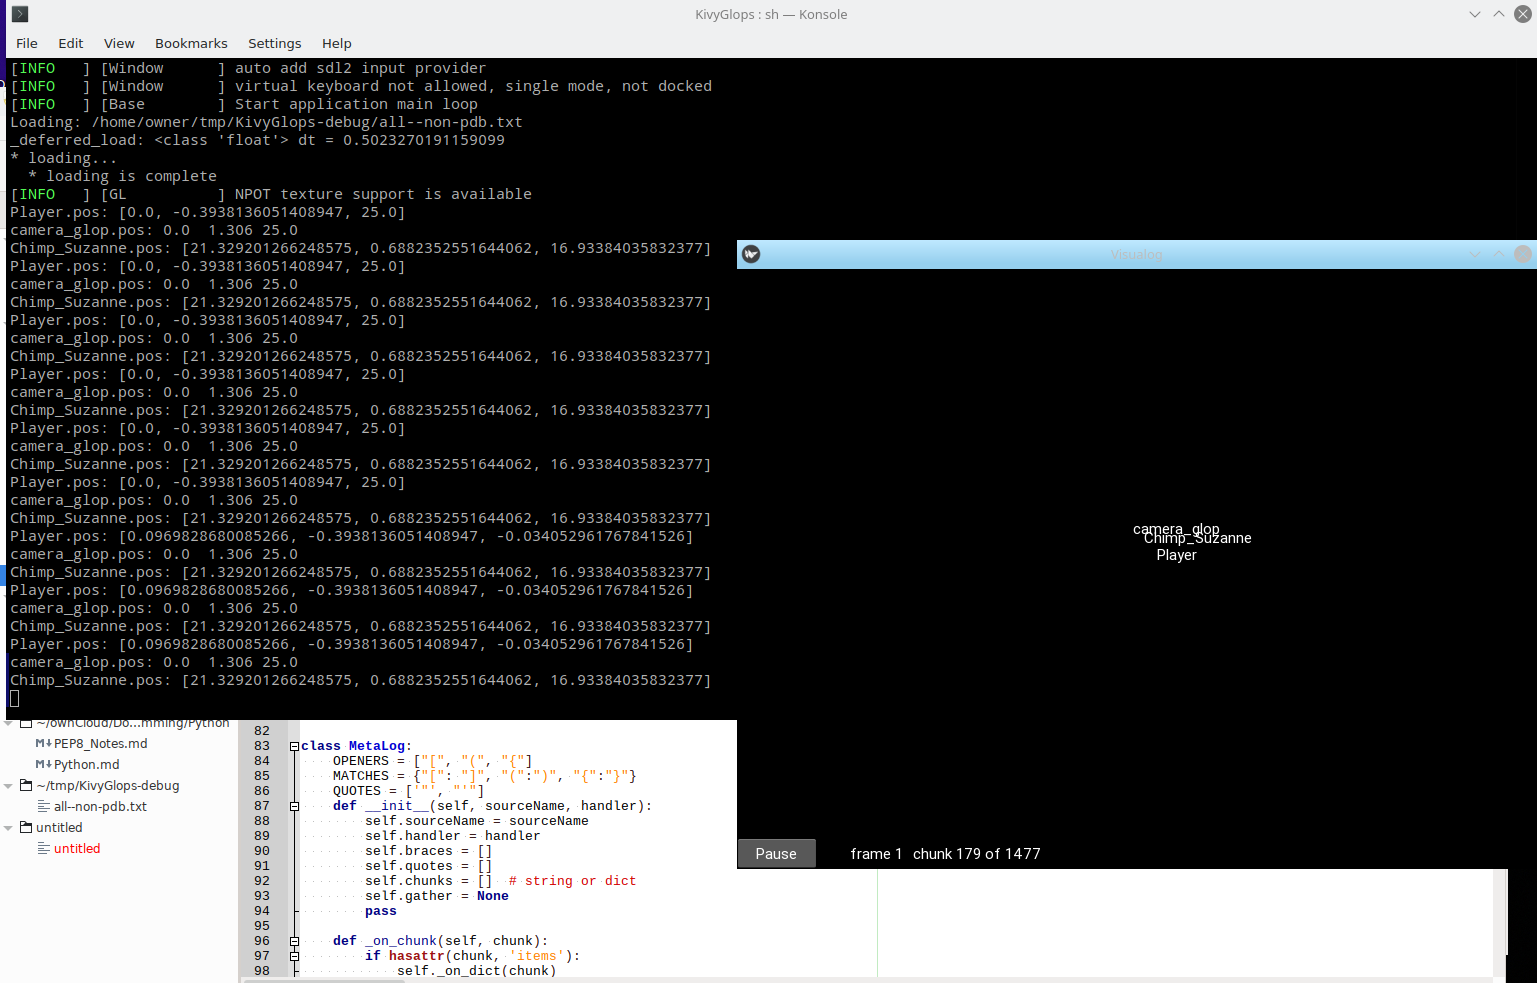 KivyGlops : sh — Konsole
File Edit View Bookmarks Settings Help
[INFO   ] [Window      ] auto add sdl2 input provider
[INFO   ] [Window      ] virtual keyboard not allowed, single mode, not docked
[INFO   ] [Base        ] Start application main loop
Loading: /home/owner/tmp/KivyGlops-debug/all--non-pdb.txt
_deferred_load: <class 'float'> dt = 0.5023270191159099
* loading...
  * loading is complete
[INFO   ] [GL          ] NPOT texture support is available
Player.pos: [0.0, -0.3938136051408947, 25.0]
camera_glop.pos: 0.0  1.306 25.0
Chimp_Suzanne.pos: [21.329201266248575, 0.6882352551644062, 16.93384035832377]
Player.pos: [0.0, -0.3938136051408947, 25.0]
camera_glop.pos: 0.0  1.306 25.0
Chimp_Suzanne.pos: [21.329201266248575, 0.6882352551644062, 16.93384035832377]
Player.pos: [0.0, -0.3938136051408947, 25.0]
camera_glop.pos: 0.0  1.306 25.0
Chimp_Suzanne.pos: [21.329201266248575, 0.6882352551644062, 16.93384035832377]
Player.pos: [0.0, -0.3938136051408947, 25.0]
camera_glop.pos: 0.0  1.306 25.0
Chimp_Suzanne.pos: [21.329201266248575, 0.6882352551644062, 16.93384035832377]
Player.pos: [0.0, -0.3938136051408947, 25.0]
camera_glop.pos: 0.0  1.306 25.0
Chimp_Suzanne.pos: [21.329201266248575, 0.6882352551644062, 16.93384035832377]
Player.pos: [0.0, -0.3938136051408947, 25.0]
camera_glop.pos: 0.0  1.306 25.0
Chimp_Suzanne.pos: [21.329201266248575, 0.6882352551644062, 16.93384035832377]
Player.pos: [0.0969828680085266, -0.3938136051408947, -0.034052961767841526]
camera_glop.pos: 0.0  1.306 25.0
Chimp_Suzanne.pos: [21.329201266248575, 0.6882352551644062, 16.93384035832377]
Player.pos: [0.0969828680085266, -0.3938136051408947, -0.034052961767841526]
camera_glop.pos: 0.0  1.306 25.0
Chimp_Suzanne.pos: [21.329201266248575, 0.6882352551644062, 16.93384035832377]
Player.pos: [0.0969828680085266, -0.3938136051408947, -0.034052961767841526]
camera_glop.pos: 0.0  1.306 25.0
Chimp_Suzanne.pos: [21.329201266248575, 0.6882352551644062, 16.93384035832377]
Visualog
camera_glop
Chimp_Suzanne
Player
Pause frame 1 chunk 179 of 1477
~/ownCloud/Do...mming/Python
PEP8_Notes.md
Python.md
~/tmp/KivyGlops-debug
all--non-pdb.txt
untitled
untitled
82
83 class MetaLog:
84     OPENERS = ["[", "(", "{"]
85     MATCHES = {"[": "]", "(":")", "{":"}"}
86     QUOTES = ['"', "'"]
87     def __init__(self, sourceName, handler):
88         self.sourceName = sourceName
89         self.handler = handler
90         self.braces = []
91         self.quotes = []
92         self.chunks = []  # string or dict
93         self.gather = None
94         pass
95
96     def _on_chunk(self, chunk):
97         if hasattr(chunk, 'items'):
98             self._on_dict(chunk)